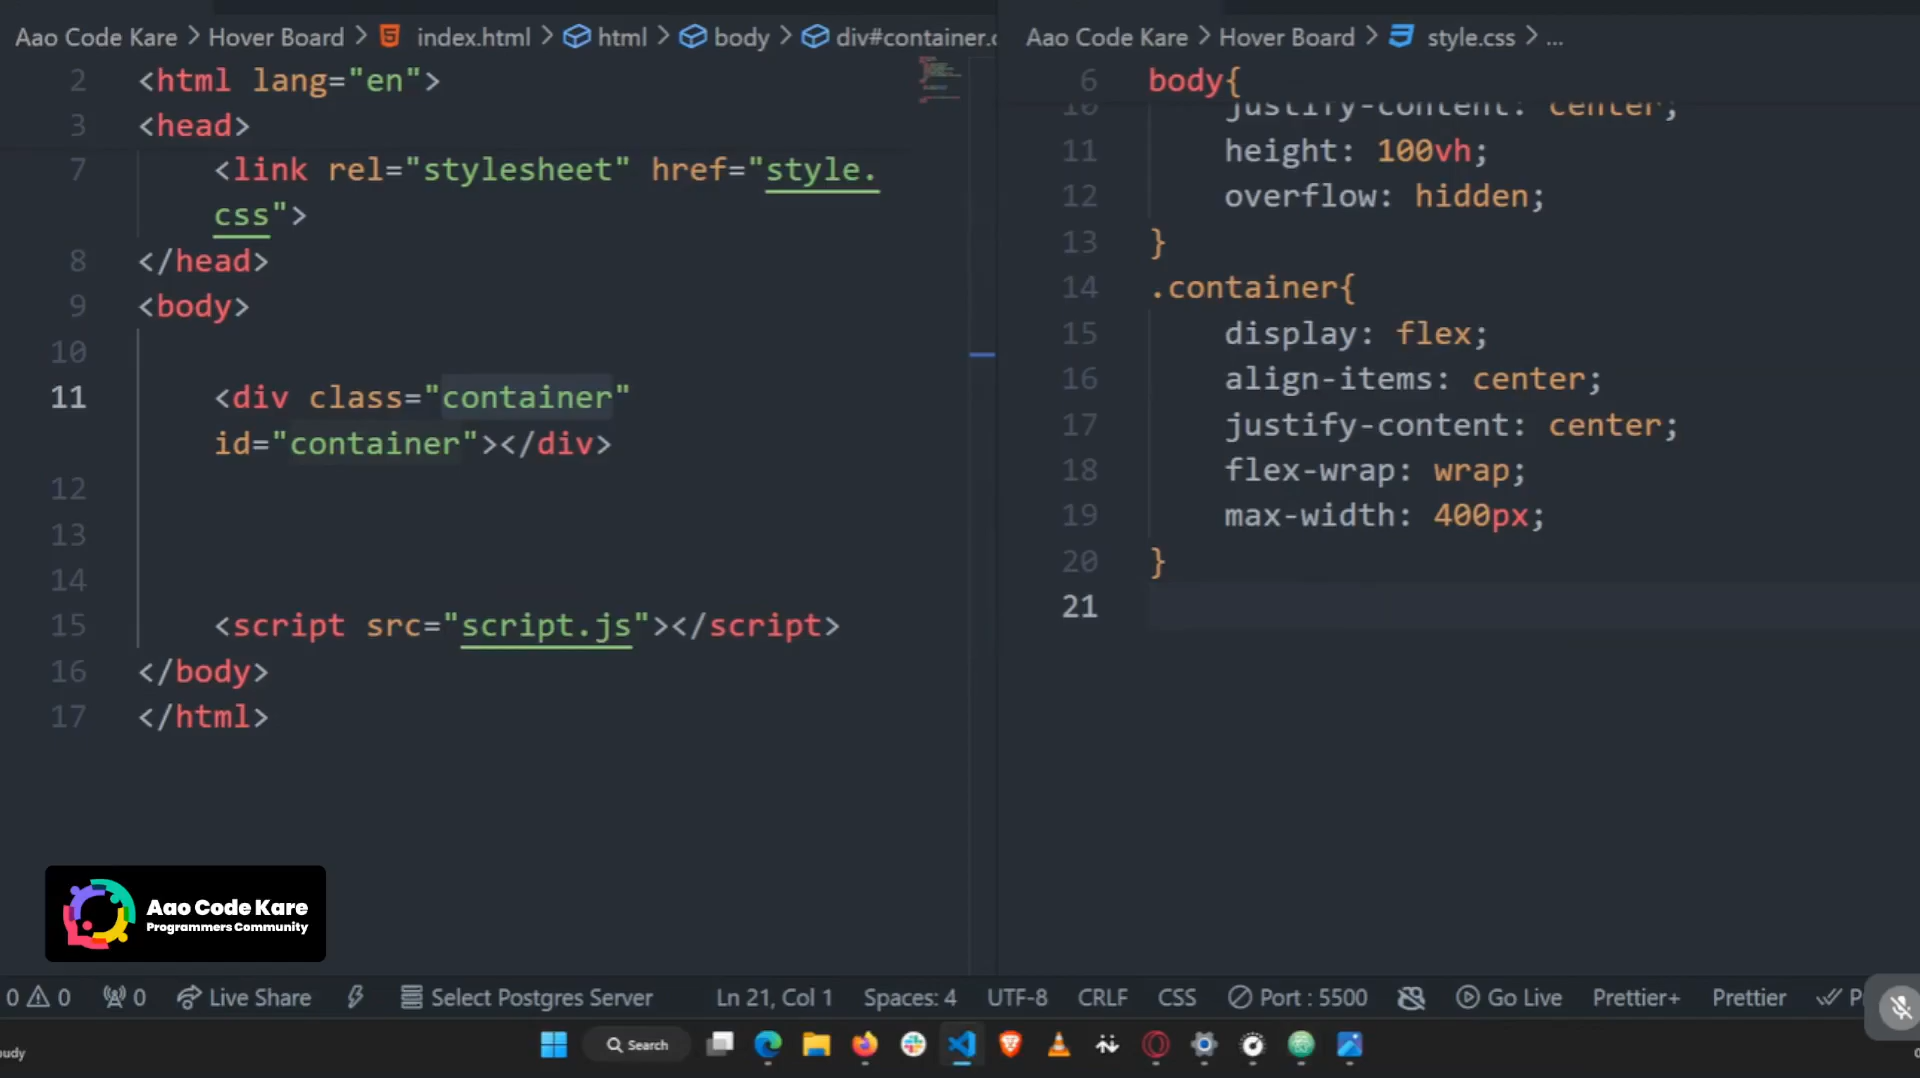 Aao Code Kare > Hover Board > index.html > html > body > div#container.c
2 <html lang="en">
3 <head>
7 <link rel="stylesheet" href="style.
css">
8 </head>
9 <body>
10
11 <div class="container"
id="container"></div>
12
13
14
15 <script src="script.js"></script>
16 </body>
17 </html>
Aao Code Kare > Hover Board > style.css > ...
6 body{
10 justify-content: center;
11 height: 100vh;
12 overflow: hidden;
13 }
14 .container{
15 display: flex;
16 align-items: center;
17 justify-content: center;
18 flex-wrap: wrap;
19 max-width: 400px;
20 }
21
Aao Code Kare
Programmers Community
0 0 0 Live Share Select Postgres Server Ln 21, Col 1 Spaces: 4 UTF-8 CRLF CSS Port : 5500 Go Live Prettier+ Prettier P
Search